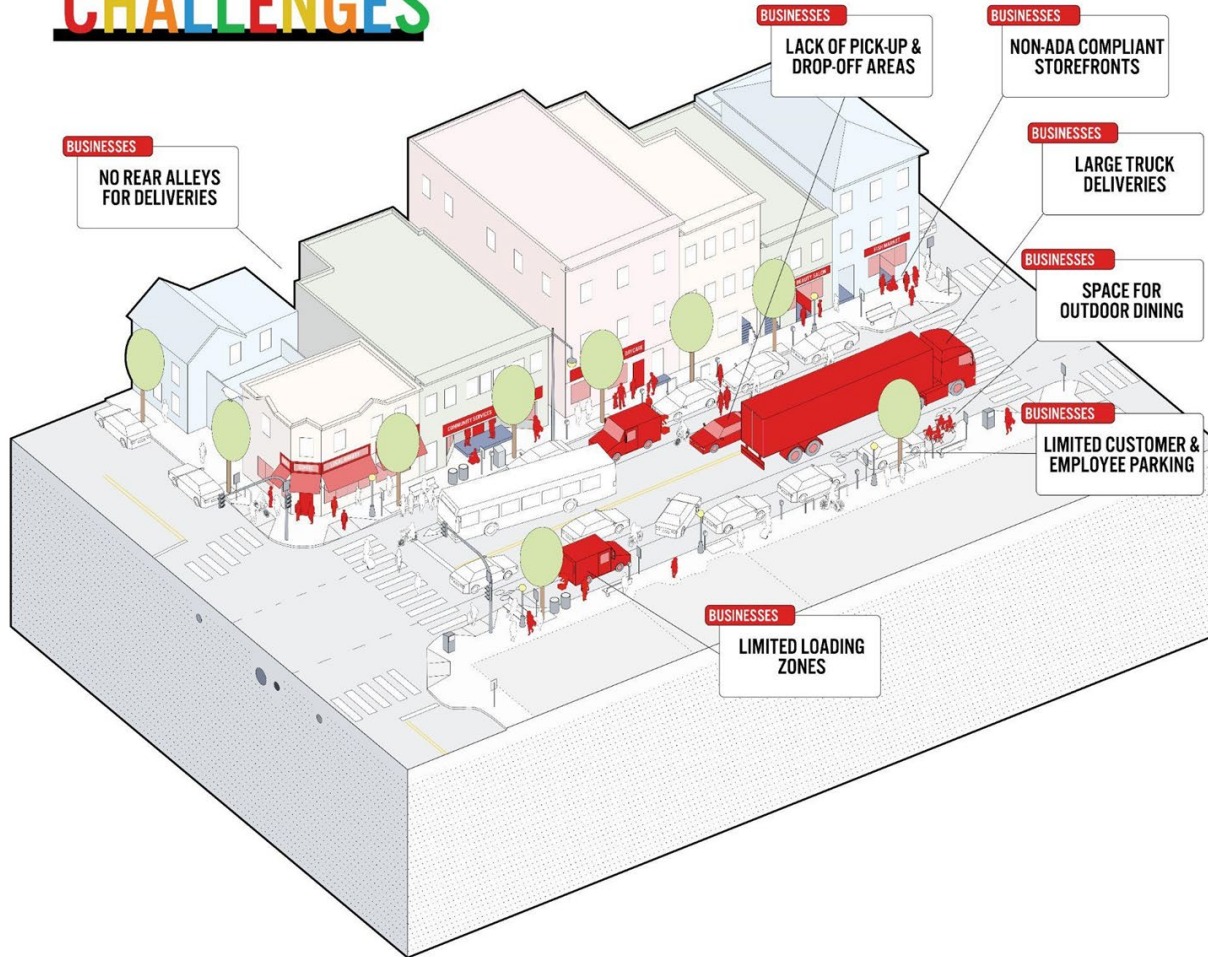 CHALLENGES
BUSINESSES
LACK OF PICK-UP &
DROP-OFF AREAS
BUSINESSES
NON-ADA COMPLIANT
STOREFRONTS
BUSINESSES
NO REAR ALLEYS
FOR DELIVERIES
BUSINESSES
LARGE TRUCK
DELIVERIES
BUSINESSES
SPACE FOR
OUTDOOR DINING
BUSINESSES
LIMITED CUSTOMER &
EMPLOYEE PARKING
BUSINESSES
LIMITED LOADING
ZONES
FISH MARKET
BEAUTY SALON
DAYCARE
COMMUNITY SERVICES